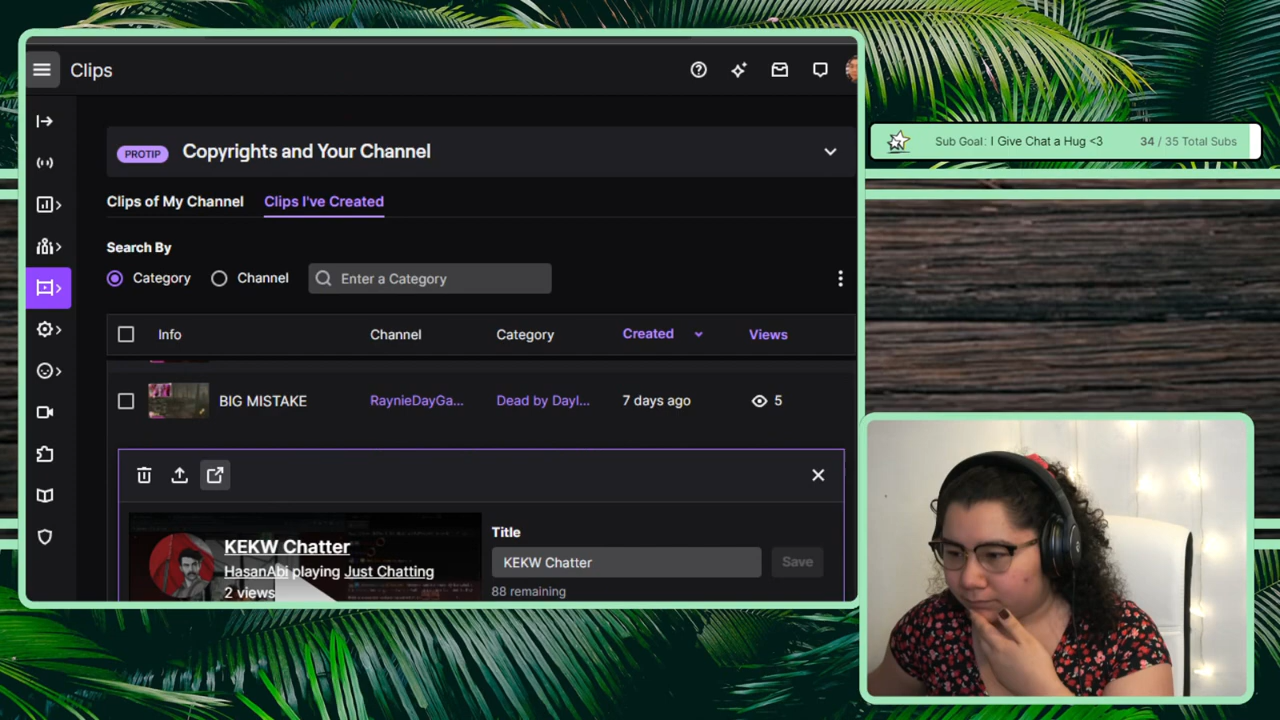 Clips
PROTIP Copyrights and Your Channel
Sub Goal: I Give Chat a Hug <3 34 / 35 Total Subs
Clips of My Channel Clips I've Created
Search By
Category Channel Enter a Category
Info Channel Category Created Views
BIG MISTAKE RaynieDayGa... Dead by Dayl... 7 days ago 5
Title
KEKW Chatter
KEKW Chatter Save
HasanAbi playing Just Chatting
2 views
88 remaining